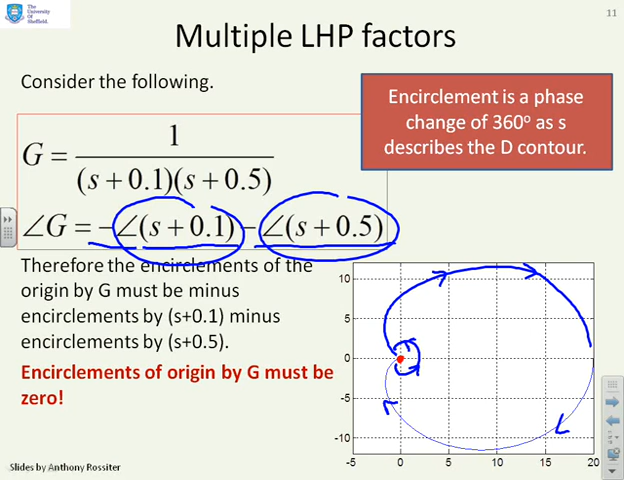 The
University
Of
Sheffield.
11
Multiple LHP factors
Consider the following.
Encirclement is a phase
change of 360° as s
describes the D contour.
G = 1 / ((s + 0.1)(s + 0.5))
∠G = −∠(s + 0.1) − ∠(s + 0.5)
Therefore the encirclements of the
origin by G must be minus
encirclements by (s+0.1) minus
encirclements by (s+0.5).
Encirclements of origin by G must be
zero!
10
5
0
-5
-10
-5 0 5 10 15 20
Slides by Anthony Rossiter